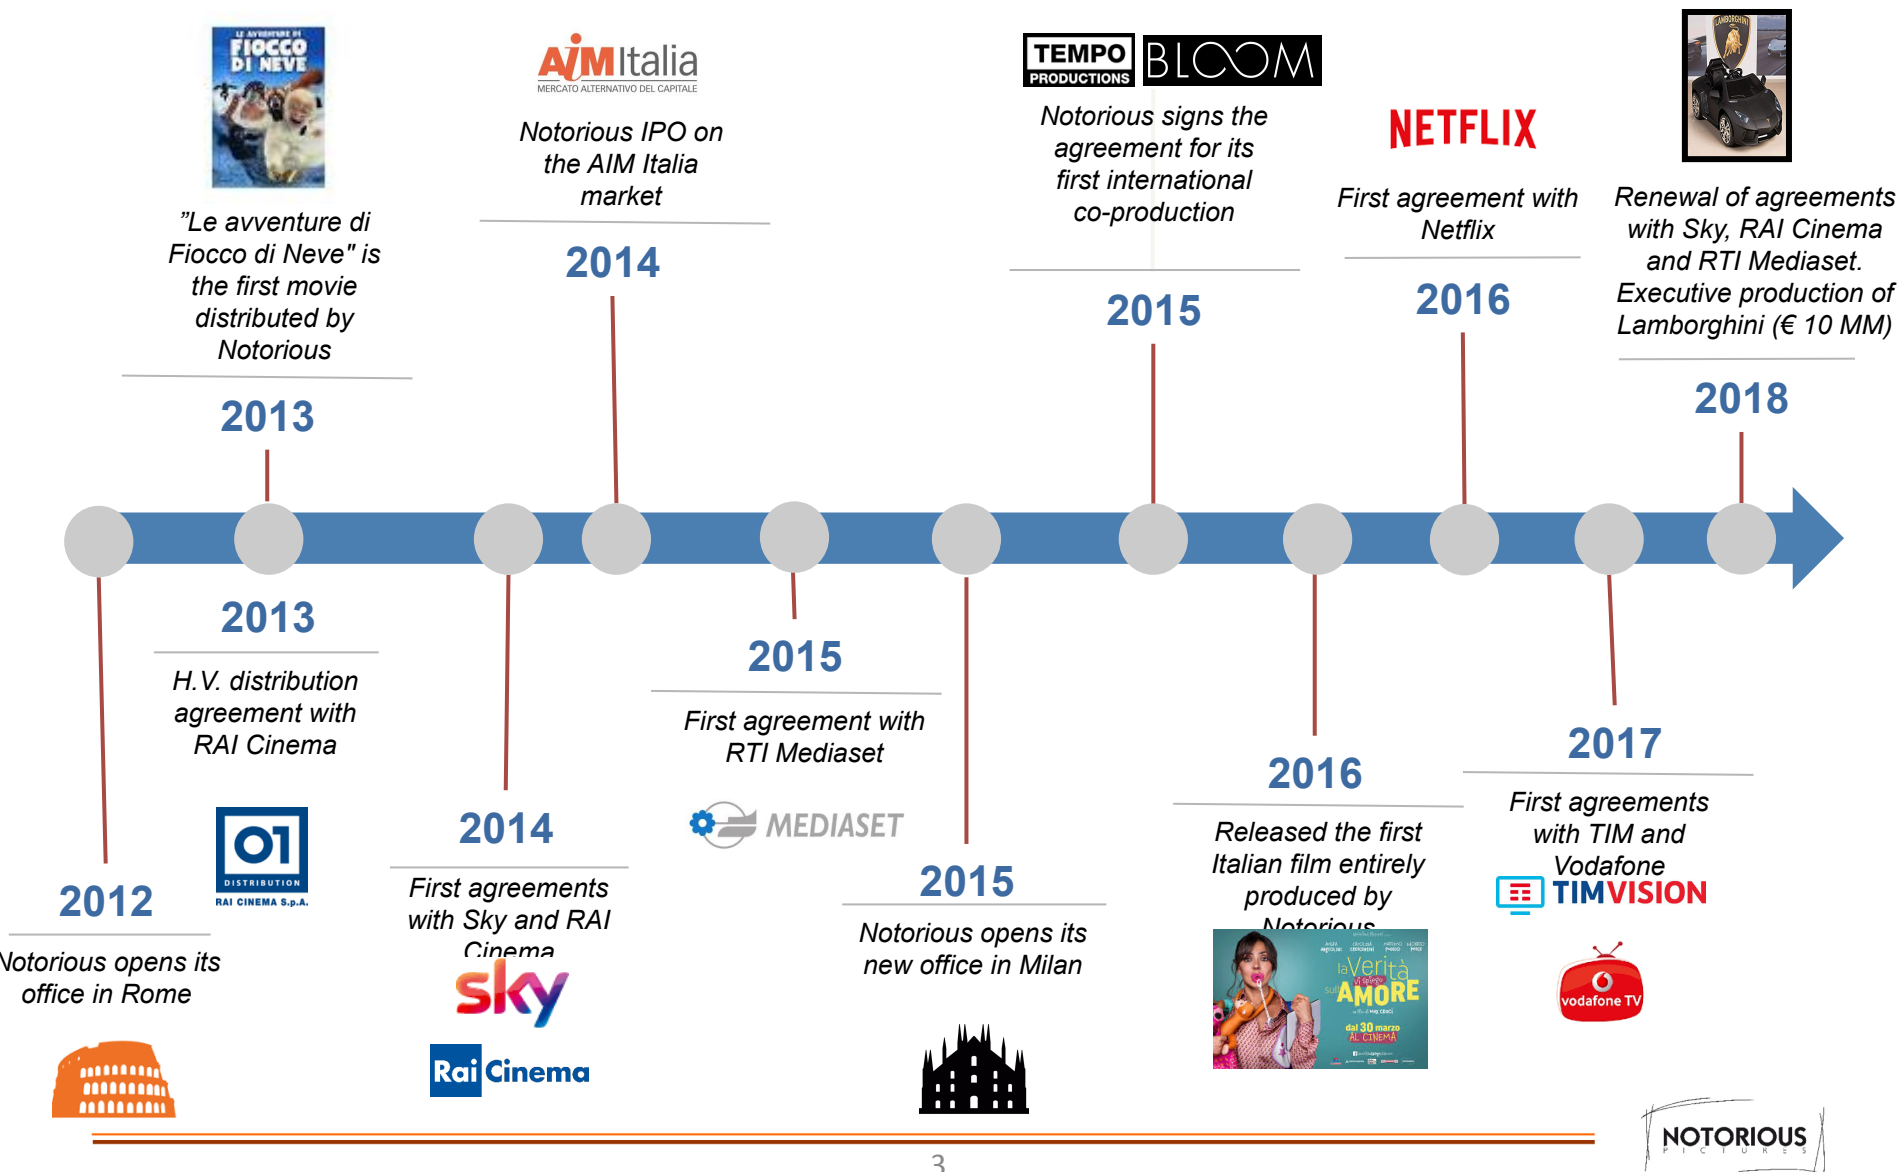 LE AVVENTURE DI
FIOCCO
DI NEVE
”Le avventure di
Fiocco di Neve" is
the first movie
distributed by
Notorious
2013
AIMItalia
MERCATO ALTERNATIVO DEL CAPITALE
Notorious IPO on
the AIM Italia
market
2014
TEMPO
PRODUCTIONS
BLOOM
Notorious signs the
agreement for its
first international
co-production
2015
NETFLIX
First agreement with
Netflix
2016
LAMBORGHINI
Renewal of agreements
with Sky, RAI Cinema
and RTI Mediaset.
Executive production of
Lamborghini (€ 10 MM)
2018
2012
Notorious opens its
office in Rome
2013
H.V. distribution
agreement with
RAI Cinema
01
DISTRIBUTION
RAI CINEMA S.p.A.
2014
First agreements
with Sky and RAI
Cinema
sky
Rai Cinema
2015
First agreement with
RTI Mediaset
MEDIASET
2015
Notorious opens its
new office in Milan
2016
Released the first
Italian film entirely
produced by
Notorious
la Verità
vi spiego
sull'
AMORE
dal 30 marzo
AL CINEMA
2017
First agreements
with TIM and
Vodafone
TIMVISION
vodafone TV
3
NOTORIOUS
PICTURES